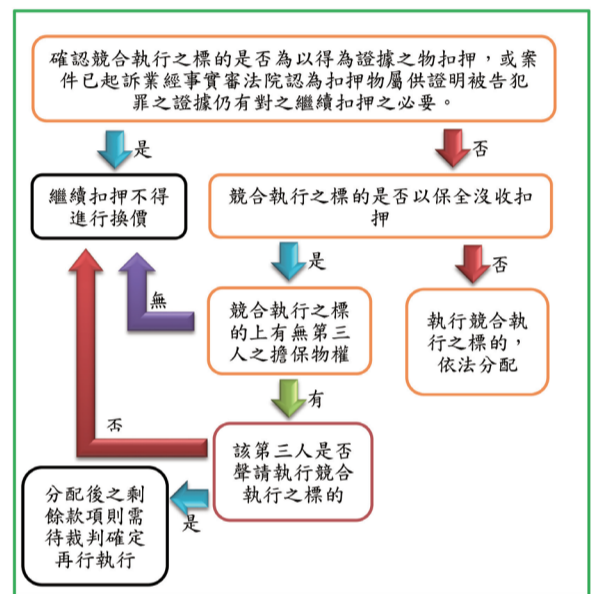 確認競合執行之標的是否為以得為證據之物扣押，或案
件已起訴業經事實審法院認為扣押物屬供證明被告犯
罪之證據仍有對之繼續扣押之必要。
是
否
繼續扣押不得
進行換價
競合執行之標的是否以保全沒收扣
押
是
否
無
競合執行之標
的上有無第三
人之擔保物權
執行競合執
行之標的，
依法分配
有
否
該第三人是否
聲請執行競合
執行之標的
是
分配後之剩
餘款項則需
待裁判確定
再行執行